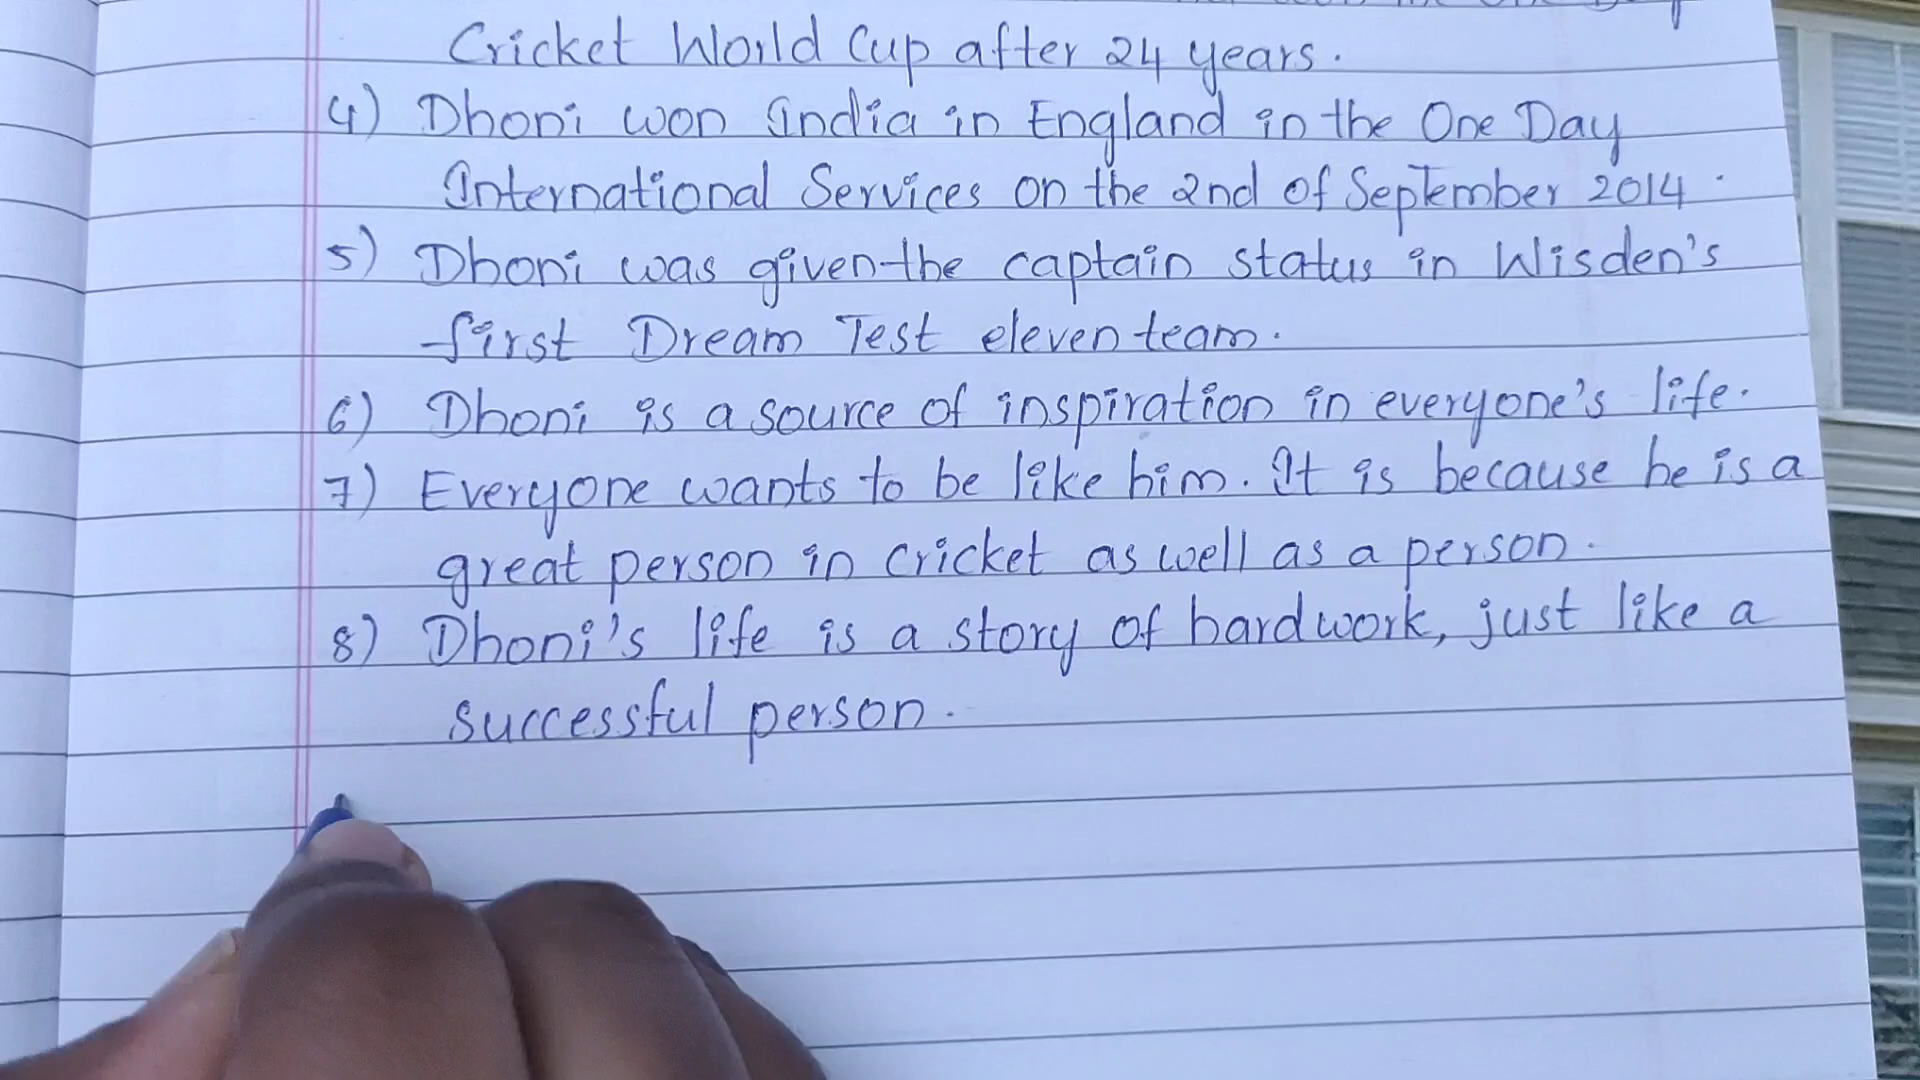 Cricket World Cup after 24 years.
4) Dhoni won India in England in the One Day
International Services on the 2nd of September 2014.
5) Dhoni was given the captain status in Wisden's
first Dream Test eleven team.
6) Dhoni is a source of inspiration in everyone's life.
7) Everyone wants to be like him. It is because he is a
great person in cricket as well as a person.
8) Dhoni's life is a story of hardwork, just like a
successful person.